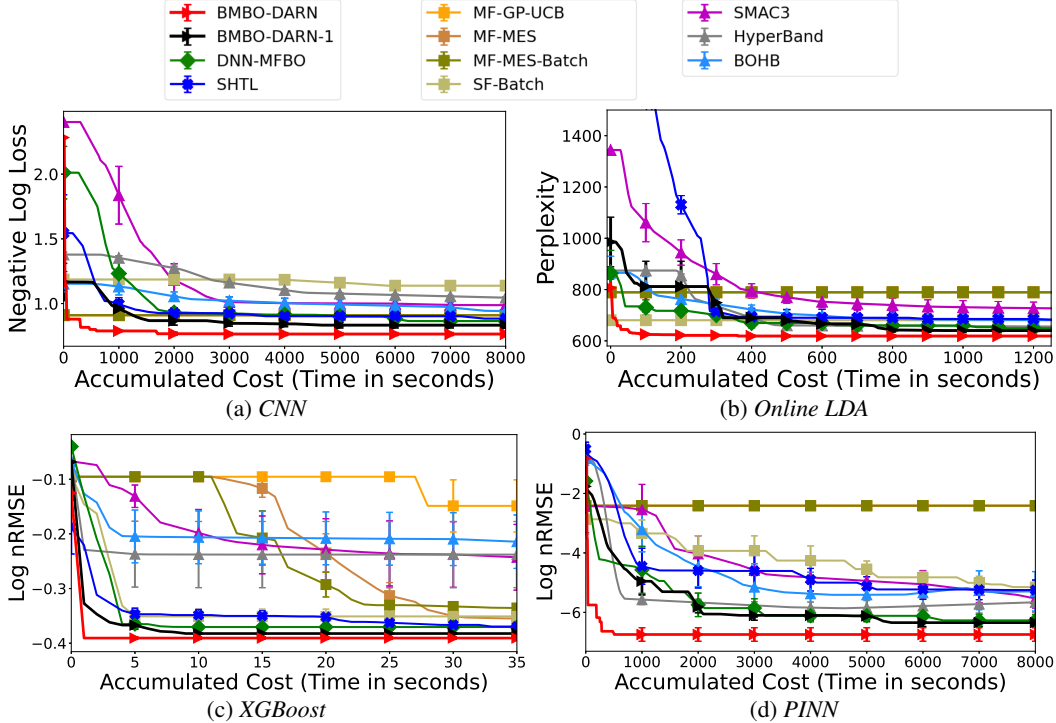 BMBO-DARN
BMBO-DARN-1
DNN-MFBO
SHTL
MF-GP-UCB
MF-MES
MF-MES-Batch
SF-Batch
SMAC3
HyperBand
BOHB
Negative Log Loss
2.0
1.5
1.0
0 1000 2000 3000 4000 5000 6000 7000 8000
Accumulated Cost (Time in seconds)
(a) CNN
Perplexity
1400
1200
1000
800
600
0 200 400 600 800 1000 1200
Accumulated Cost (Time in seconds)
(b) Online LDA
Log nRMSE
−0.1
−0.2
−0.3
−0.4
0 5 10 15 20 25 30 35
Accumulated Cost (Time in seconds)
(c) XGBoost
Log nRMSE
0
−2
−4
−6
0 1000 2000 3000 4000 5000 6000 7000 8000
Accumulated Cost (Time in seconds)
(d) PINN